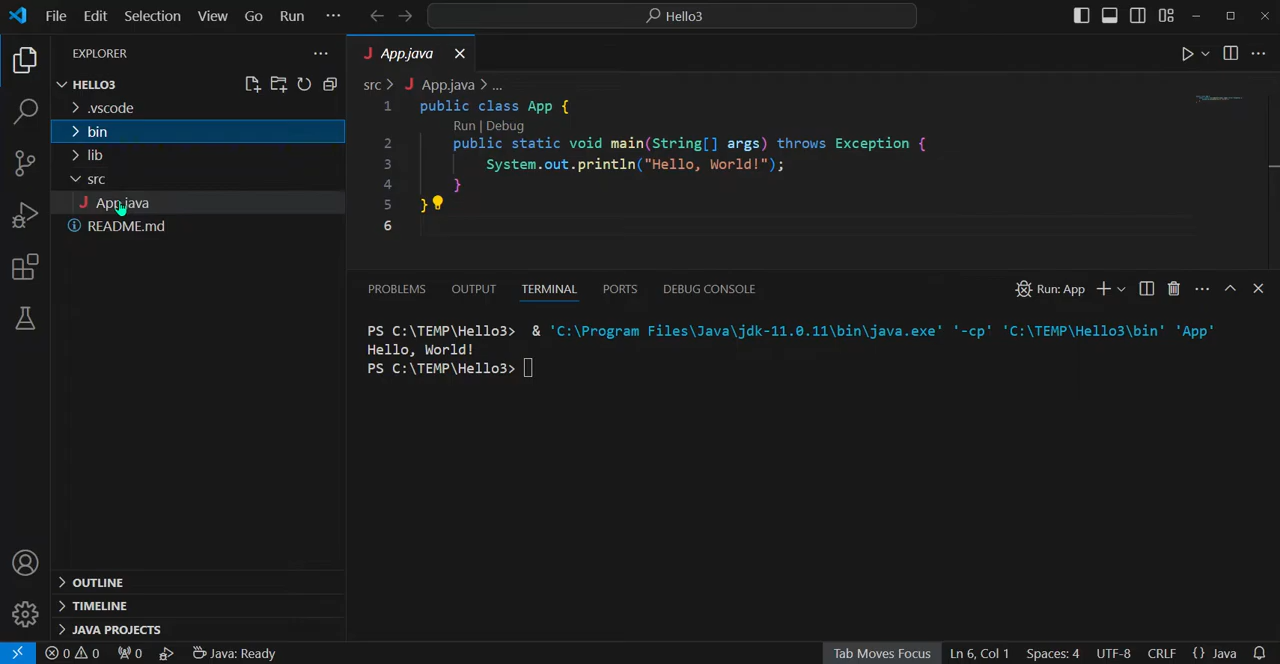 File Edit Selection View Go Run ··· Hello3
EXPLORER ···
HELLO3
.vscode
bin
lib
src
J App.java
README.md
OUTLINE
TIMELINE
JAVA PROJECTS
J App.java
src > J App.java > ...
1 public class App {
Run | Debug
2 public static void main(String[] args) throws Exception {
3 System.out.println("Hello, World!");
4 }
5 }
6
PROBLEMS OUTPUT TERMINAL PORTS DEBUG CONSOLE Run: App
PS C:\TEMP\Hello3> & 'C:\Program Files\Java\jdk-11.0.11\bin\java.exe' '-cp' 'C:\TEMP\Hello3\bin' 'App'
Hello, World!
PS C:\TEMP\Hello3>
0 0 0 Java: Ready Tab Moves Focus Ln 6, Col 1 Spaces: 4 UTF-8 CRLF {} Java